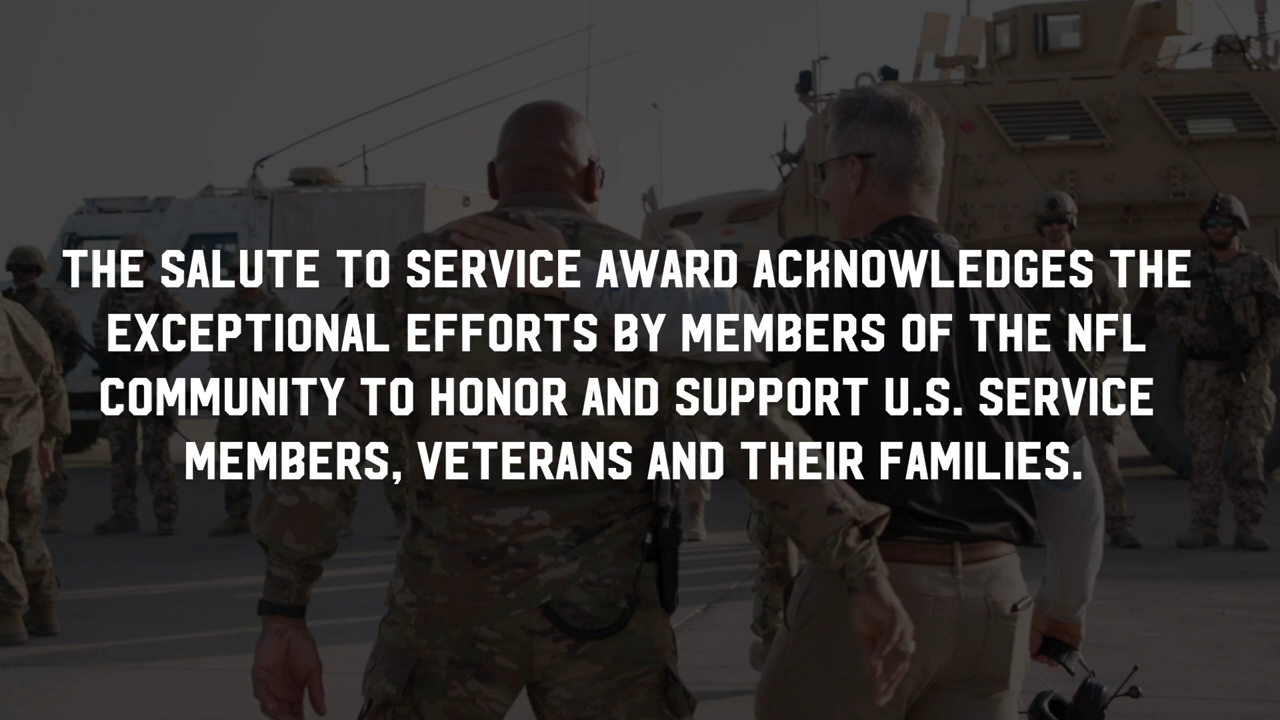 THE SALUTE TO SERVICE AWARD ACKNOWLEDGES THE
EXCEPTIONAL EFFORTS BY MEMBERS OF THE NFL
COMMUNITY TO HONOR AND SUPPORT U.S. SERVICE
MEMBERS, VETERANS AND THEIR FAMILIES.